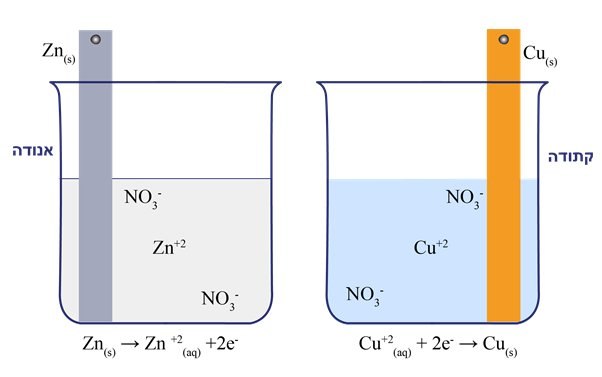 Zn(s)
Cu(s)
אנודה
קתודה
NO3-
NO3-
Zn+2
Cu+2
NO3-
NO3-
Zn(s) → Zn +2(aq) +2e-
Cu+2(aq) + 2e- → Cu(s)